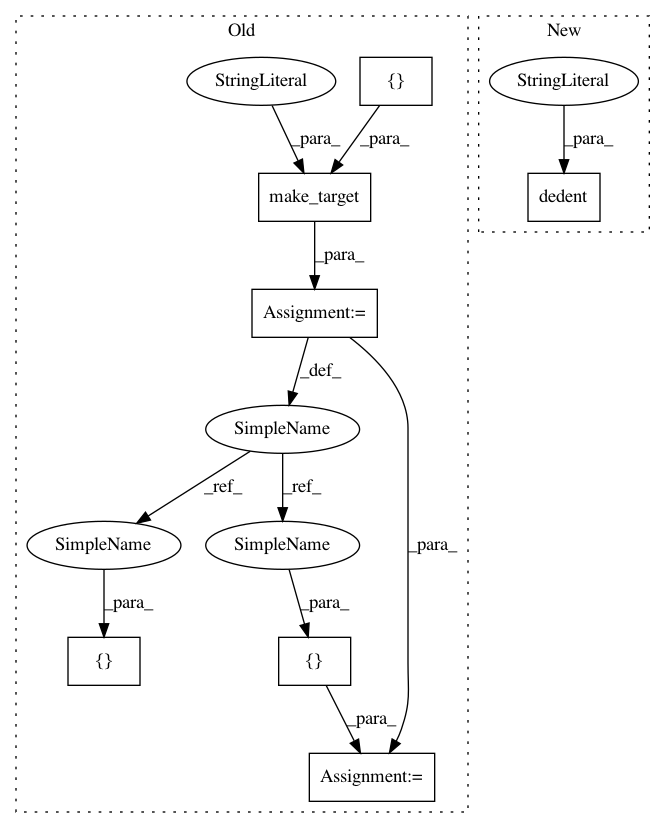 Old
New
StringLiteral
{}
StringLiteral
_para_
_para_
_para_
make_target
dedent
_para_
Assignment:=
_def_
SimpleName
_ref_
_ref_
SimpleName
SimpleName
_para_
_para_
_para_
{}
{}
_para_
Assignment:=